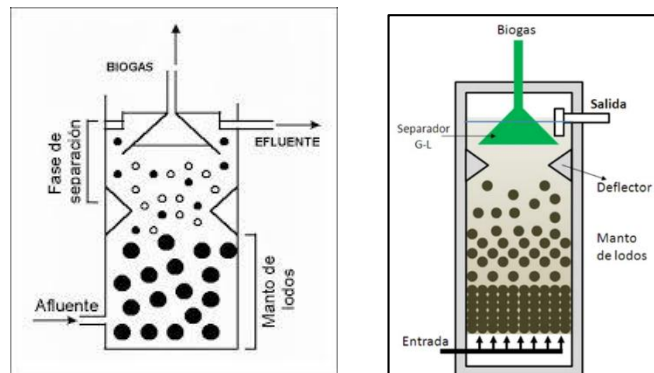 BIOGAS
EFLUENTE
Fase de
separación
Manto de
lodos
Afluente
Biogas
Salida
Separador
G-L
Deflector
Manto
de lodos
Entrada